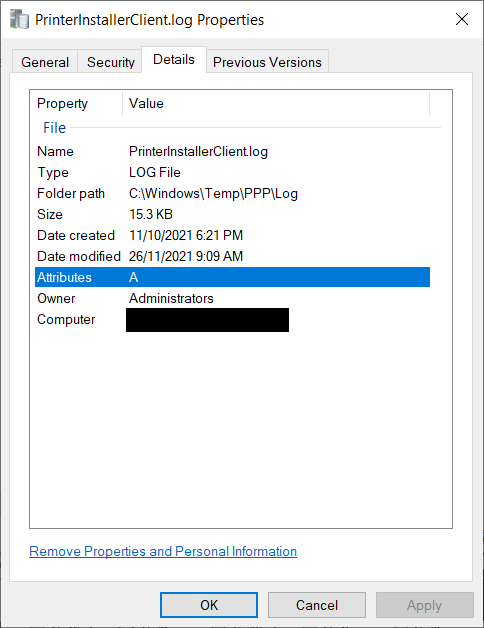 PrinterInstallerClient.log Properties
General Security Details Previous Versions
Property Value
File
Name PrinterInstallerClient.log
Type LOG File
Folder path C:\Windows\Temp\PPP\Log
Size 15.3 KB
Date created 11/10/2021 6:21 PM
Date modified 26/11/2021 9:09 AM
Attributes A
Owner Administrators
Computer
Remove Properties and Personal Information
OK Cancel Apply